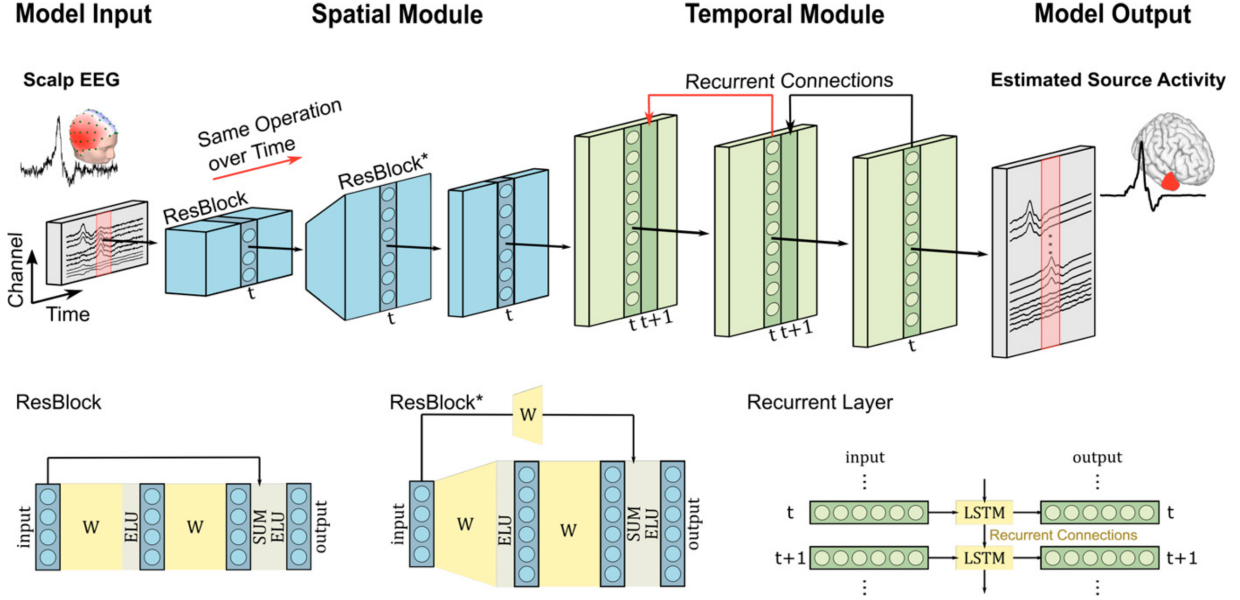 Model Input
Spatial Module
Temporal Module
Model Output
Scalp EEG
Same Operation
over Time
Recurrent Connections
Estimated Source Activity
ResBlock
ResBlock*
Channel
Time
t
t
t
t t+1
t t+1
t
ResBlock
input
W
ELU
W
SUM
ELU
output
ResBlock*
W
input
W
ELU
W
SUM
ELU
output
Recurrent Layer
input
output
⋮
⋮
t
LSTM
t
Recurrent Connections
t+1
LSTM
t+1
⋮
⋮